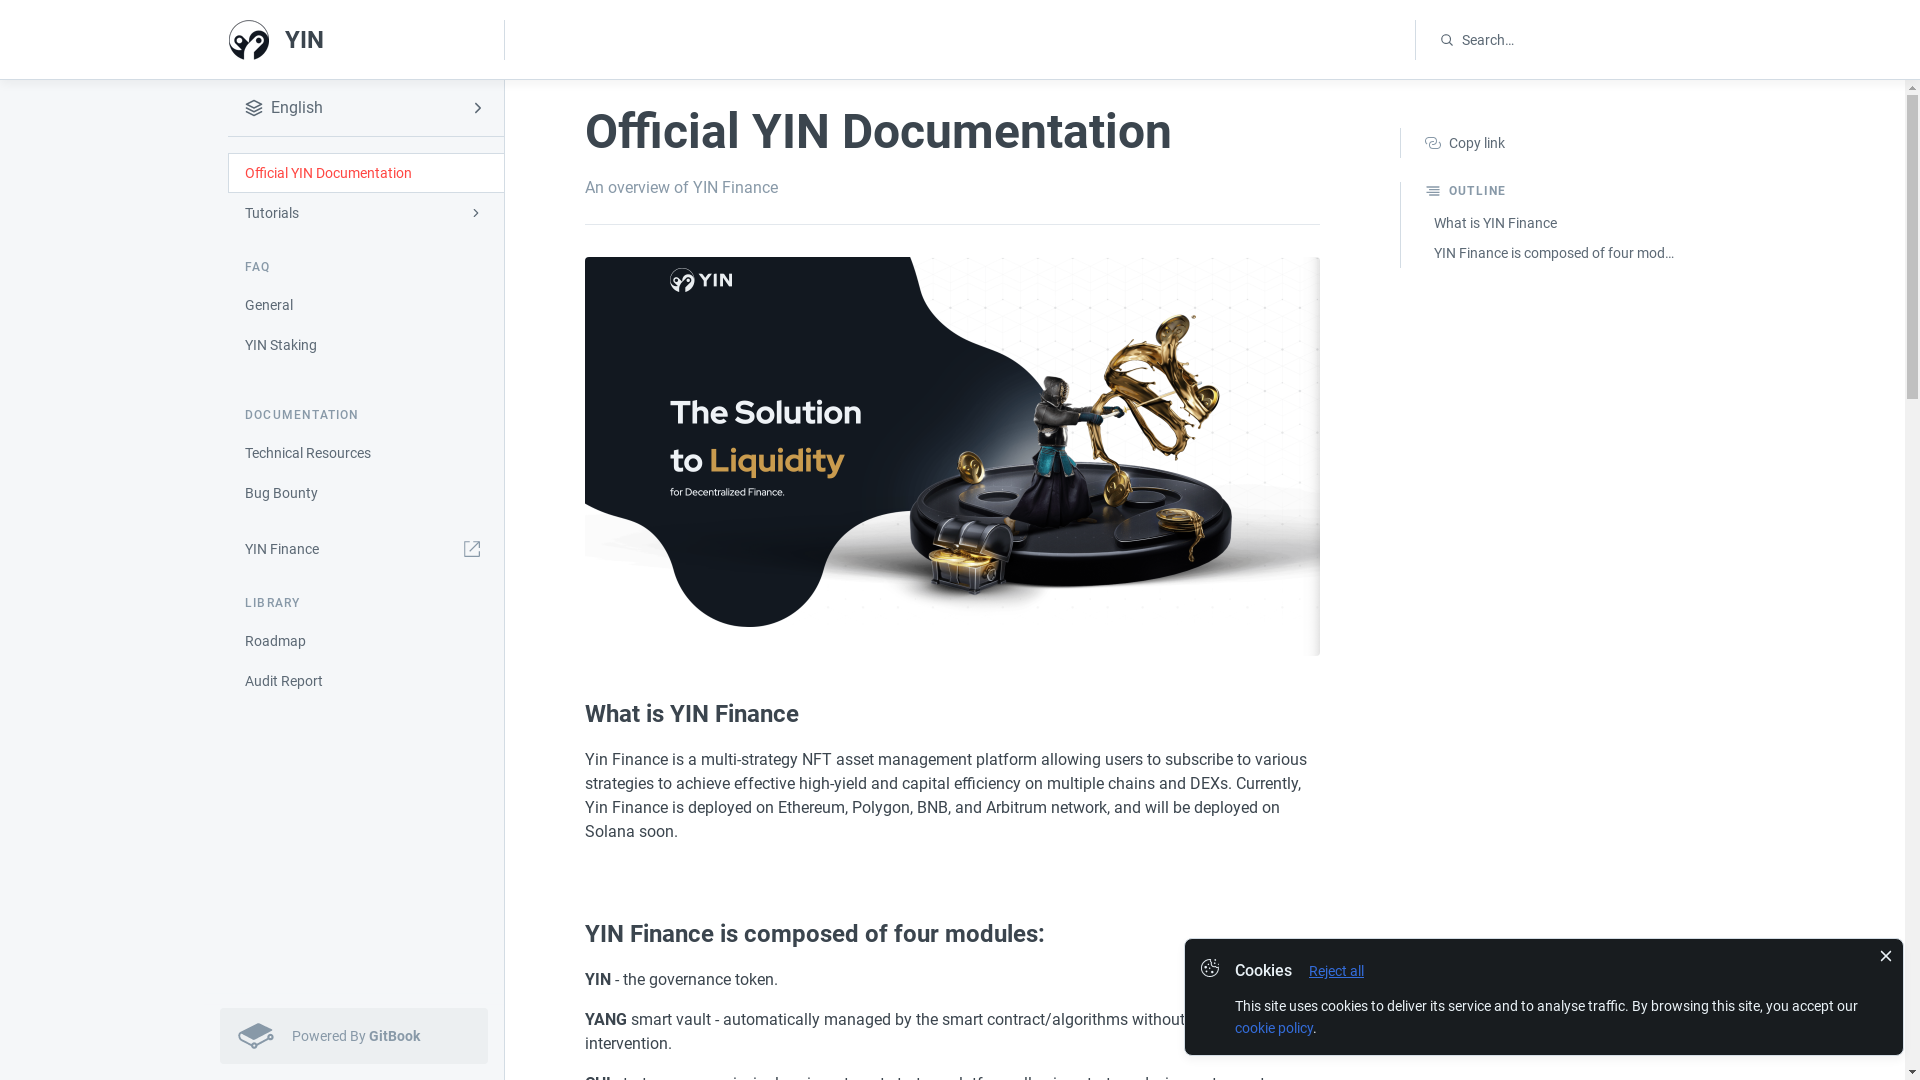 YIN
Search…
English
Official YIN Documentation
Tutorials
FAQ
General
YIN Staking
DOCUMENTATION
Technical Resources
Bug Bounty
YIN Finance
LIBRARY
Roadmap
Audit Report
Powered By GitBook
Official YIN Documentation
An overview of YIN Finance
YIN
The Solution
to Liquidity
for Decentralized Finance.
What is YIN Finance
Yin Finance is a multi-strategy NFT asset management platform allowing users to subscribe to various
strategies to achieve effective high-yield and capital efficiency on multiple chains and DEXs. Currently,
Yin Finance is deployed on Ethereum, Polygon, BNB, and Arbitrum network, and will be deployed on
Solana soon.
YIN Finance is composed of four modules:
YIN - the governance token.
YANG smart vault - automatically managed by the smart contract/algorithms without
intervention.
Copy link
OUTLINE
What is YIN Finance
YIN Finance is composed of four mod…
Cookies Reject all
This site uses cookies to deliver its service and to analyse traffic. By browsing this site, you accept our
cookie policy.